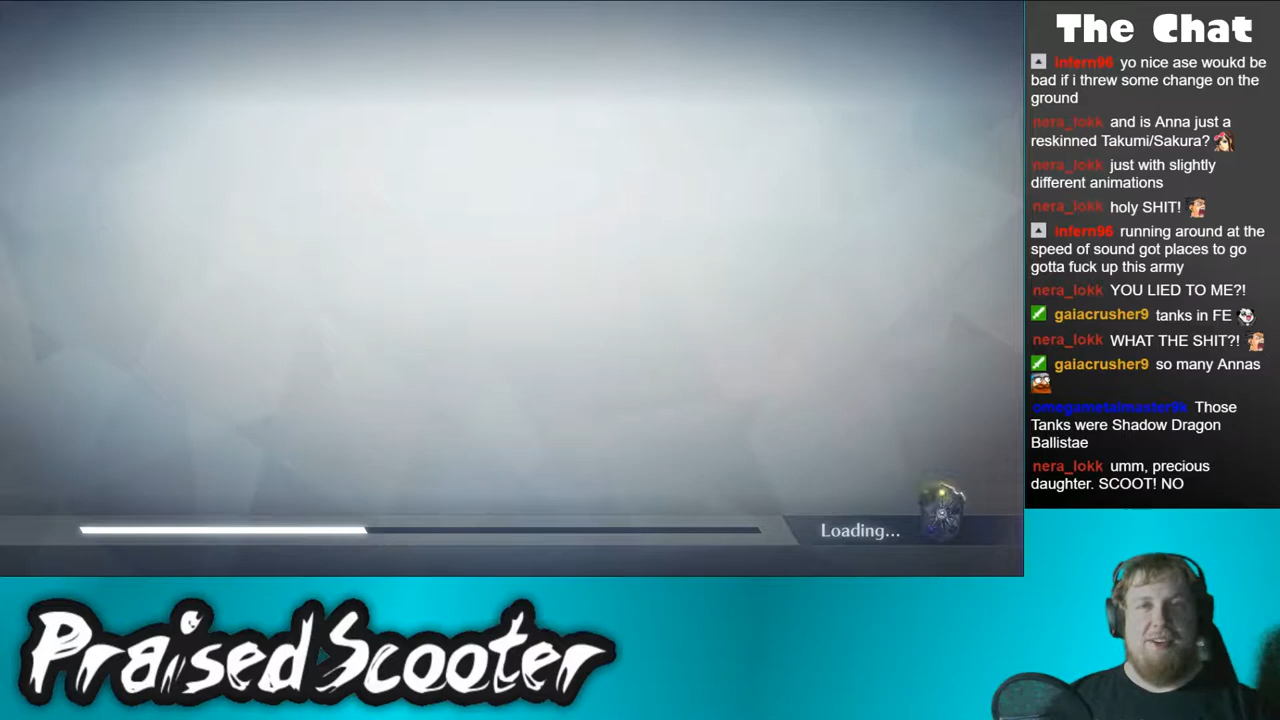 The Chat
Infern96 yo nice ase woukd be
bad if i threw some change on the
ground
nera_lokk and is Anna just a
reskinned Takumi/Sakura?
nera_lokk just with slightly
different animations
nera_lokk holy SHIT!
Infern96 running around at the
speed of sound got places to go
gotta fuck up this army
nera_lokk YOU LIED TO ME?!
gaiacrusher9 tanks in FE
nera_lokk WHAT THE SHIT?!
gaiacrusher9 so many Annas
omegametalmaster9k Those
Tanks were Shadow Dragon
Ballistae
nera_lokk umm, precious
daughter. SCOOT! NO
Loading...
PraisedScooter